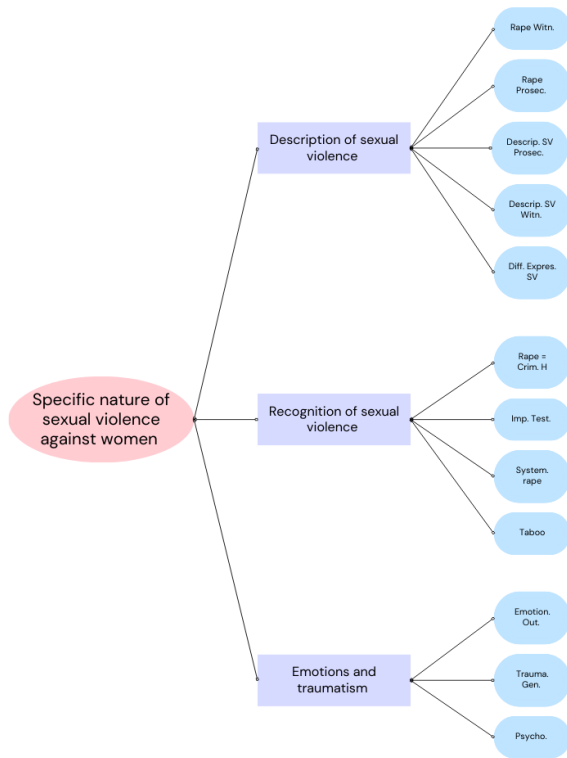 Specific nature of
sexual violence
against women
Description of sexual
violence
Rape Witn.
Rape
Prosec.
Descrip. SV
Prosec.
Descrip. SV
Witn.
Diff. Expres.
SV
Recognition of sexual
violence
Rape =
Crim. H
Imp. Test.
System.
rape
Taboo
Emotions and
traumatism
Emotion.
Out.
Trauma.
Gen.
Psycho.